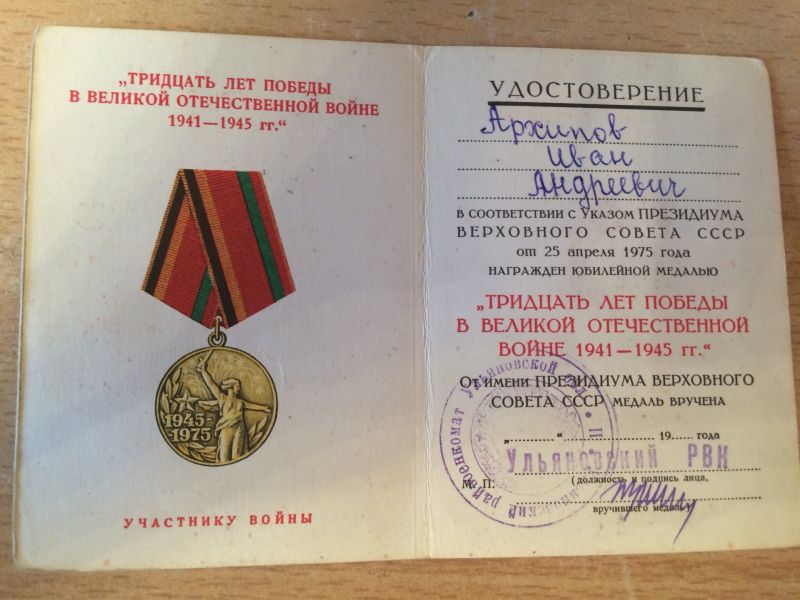 „ТРИДЦАТЬ ЛЕТ ПОБЕДЫ
В ВЕЛИКОЙ ОТЕЧЕСТВЕННОЙ ВОЙНЕ
1941—1945 гг.“
1945-
1975
УЧАСТНИКУ ВОЙНЫ
УДОСТОВЕРЕНИЕ
Архипов
Иван
Андреевич
В СООТВЕТСТВИИ С УКАЗОМ ПРЕЗИДИУМА
ВЕРХОВНОГО СОВЕТА СССР
от 25 апреля 1975 года
НАГРАЖДЕН ЮБИЛЕЙНОЙ МЕДАЛЬЮ
„ТРИДЦАТЬ ЛЕТ ПОБЕДЫ
В ВЕЛИКОЙ ОТЕЧЕСТВЕННОЙ
ВОЙНЕ 1941—1945 гг.“
ОТ ИМЕНИ ПРЕЗИДИУМА ВЕРХОВНОГО
СОВЕТА СССР МЕДАЛЬ ВРУЧЕНА
„..........“ .................... 19..... года
Ульяновский РВК
М. П. (должность и подпись лица,
вручившего медаль)
райвоенкомат Ульяновской обл.